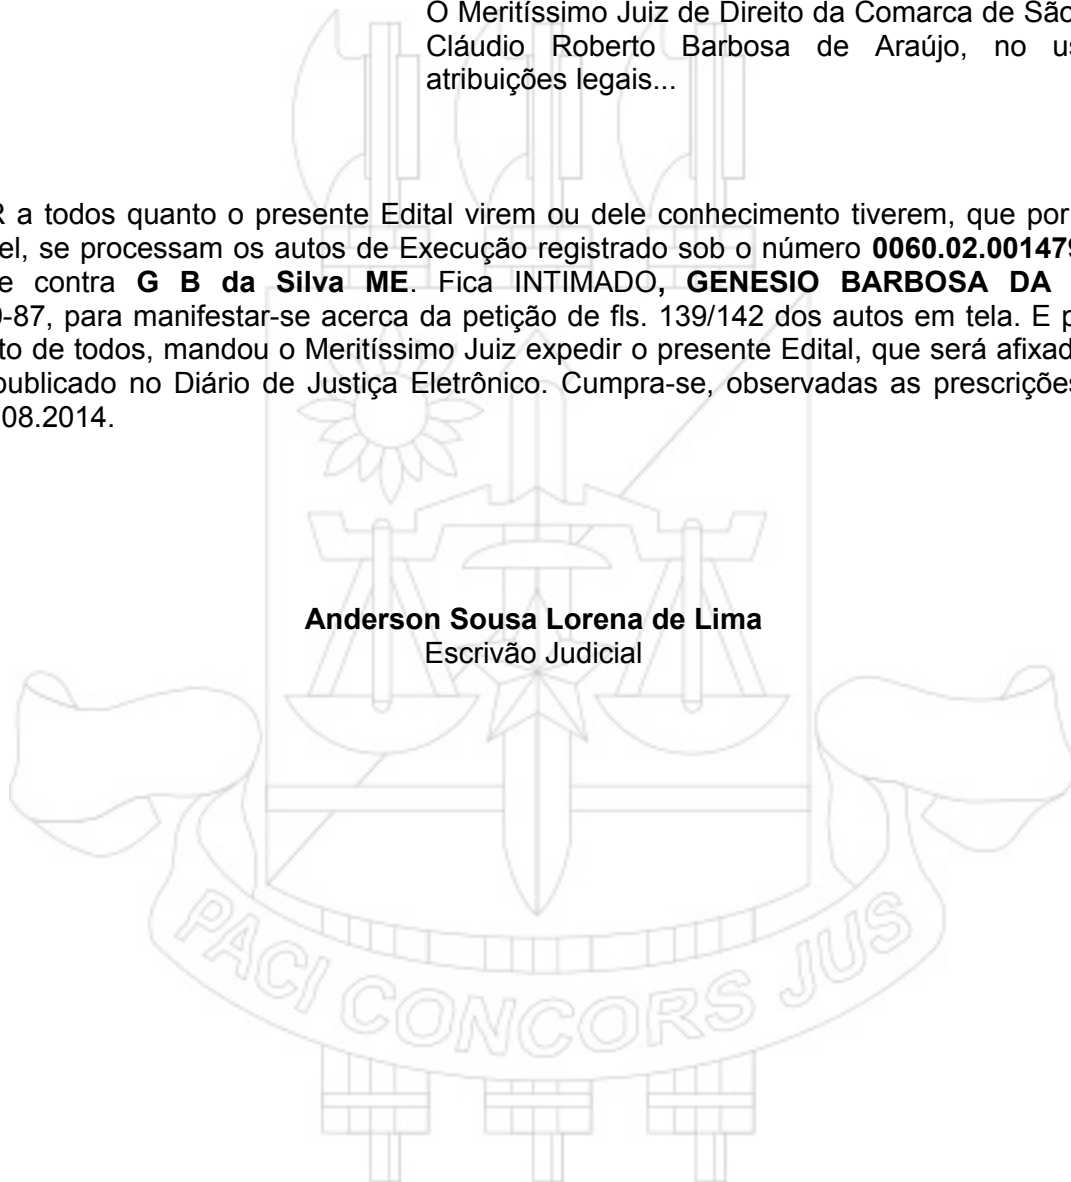 O Meritíssimo Juiz de Direito da Comarca de São
Cláudio Roberto Barbosa de Araújo, no us
atribuições legais...
R a todos quanto o presente Edital virem ou dele conhecimento tiverem, que por
el, se processam os autos de Execução registrado sob o número 0060.02.001479
e contra G B da Silva ME. Fica INTIMADO, GENESIO BARBOSA DA
0-87, para manifestar-se acerca da petição de fls. 139/142 dos autos em tela. E p
to de todos, mandou o Meritíssimo Juiz expedir o presente Edital, que será afixad
publicado no Diário de Justiça Eletrônico. Cumpra-se, observadas as prescrições
08.2014.
Anderson Sousa Lorena de Lima
Escrivão Judicial
PACI CONCORS JUS